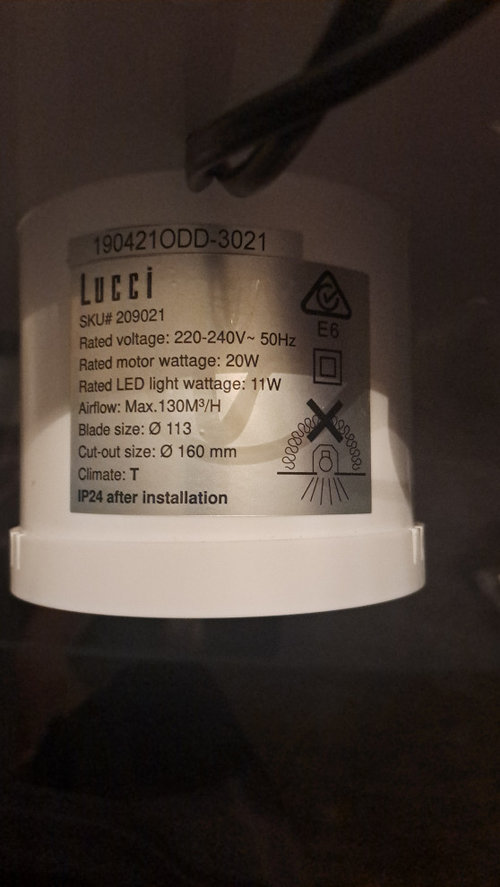 190421ODD-3021
Lucci
SKU# 209021
Rated voltage: 220-240V~ 50Hz
Rated motor wattage: 20W
Rated LED light wattage: 11W
Airflow: Max.130M³/H
Blade size: Ø 113
Cut-out size: Ø 160 mm
Climate: T
IP24 after installation
E6